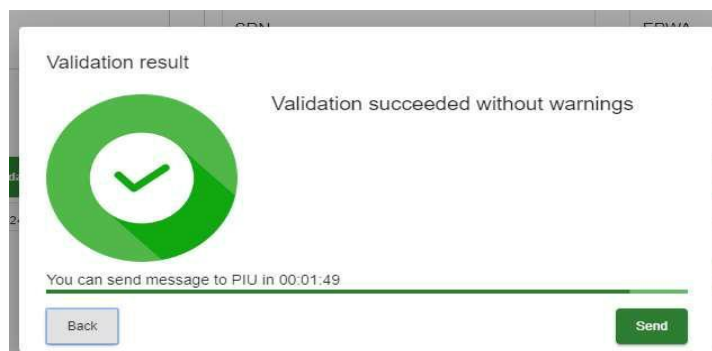 Validation result
Validation succeeded without warnings
You can send message to PIU in 00:01:49
Back
Send